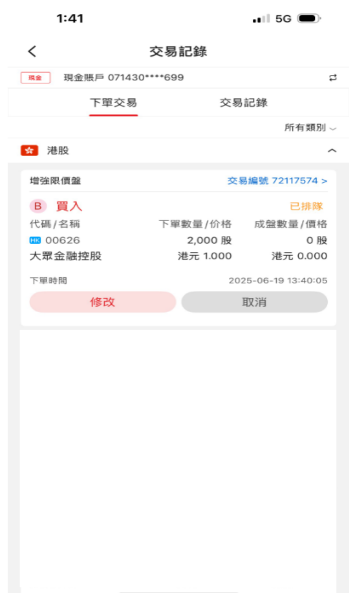 1:41 5G
交易記錄
現金 現金賬戶 071430****699
下單交易 交易記錄
所有類別
港股
增強限價盤 交易編號 72117574 >
B 買入 已排隊
代碼/名稱 下單數量/价格 成盤數量/價格
HK 00626 2,000 股 0 股
大眾金融控股 港元 1.000 港元 0.000
下單時間 2025-06-19 13:40:05
修改 取消